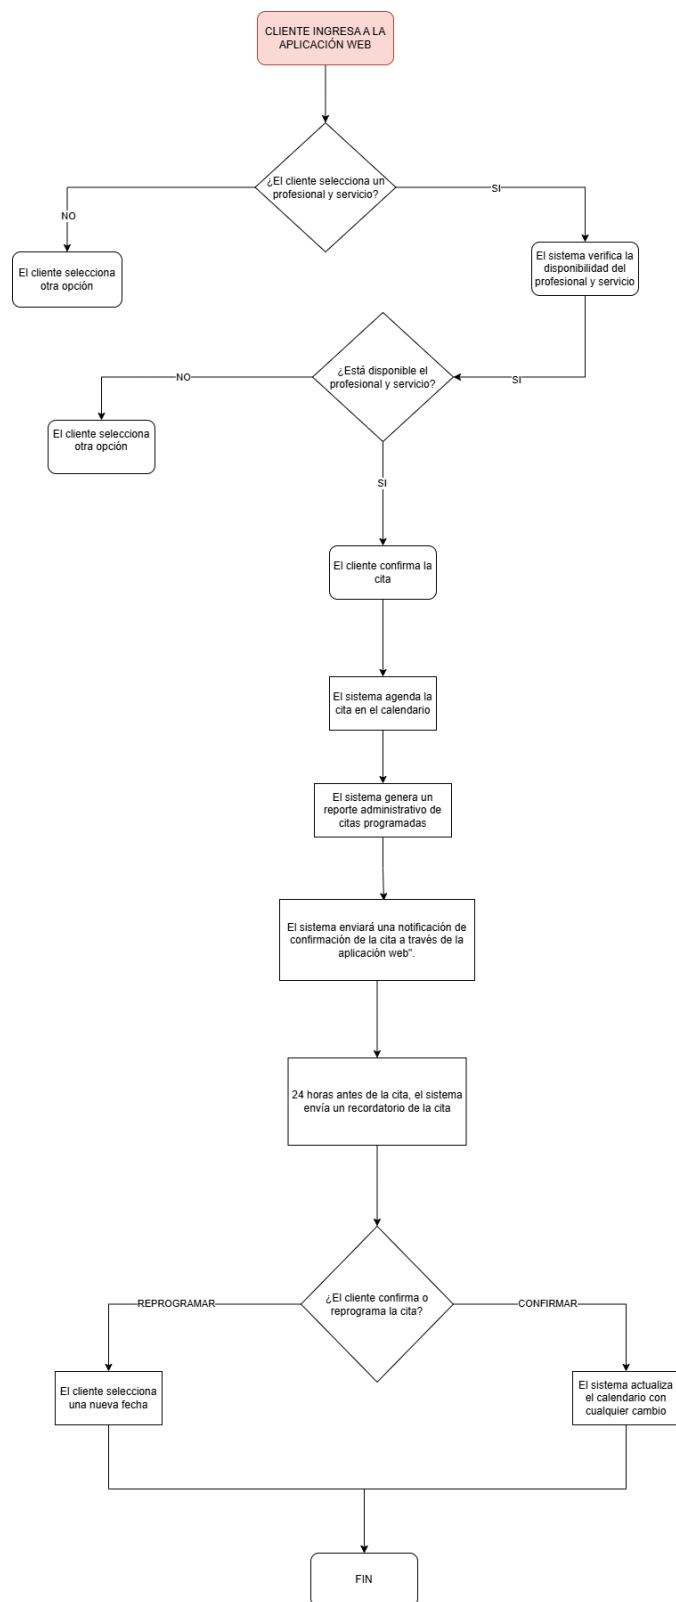 CLIENTE INGRESA A LA
APLICACIÓN WEB
¿El cliente selecciona un
profesional y servicio?
SI
NO
El cliente selecciona
otra opción
El sistema verifica la
disponibilidad del
profesional y servicio
¿Está disponible el
profesional y servicio?
NO
SI
El cliente selecciona
otra opción
SI
El cliente confirma la
cita
El sistema agenda la
cita en el calendario
El sistema genera un
reporte administrativo de
citas programadas
El sistema enviará una notificación de
confirmación de la cita a través de la
aplicación web".
24 horas antes de la cita, el sistema
envía un recordatorio de la cita
¿El cliente confirma o
reprograma la cita?
REPROGRAMAR
CONFIRMAR
El cliente selecciona
una nueva fecha
El sistema actualiza
el calendario con
cualquier cambio
FIN